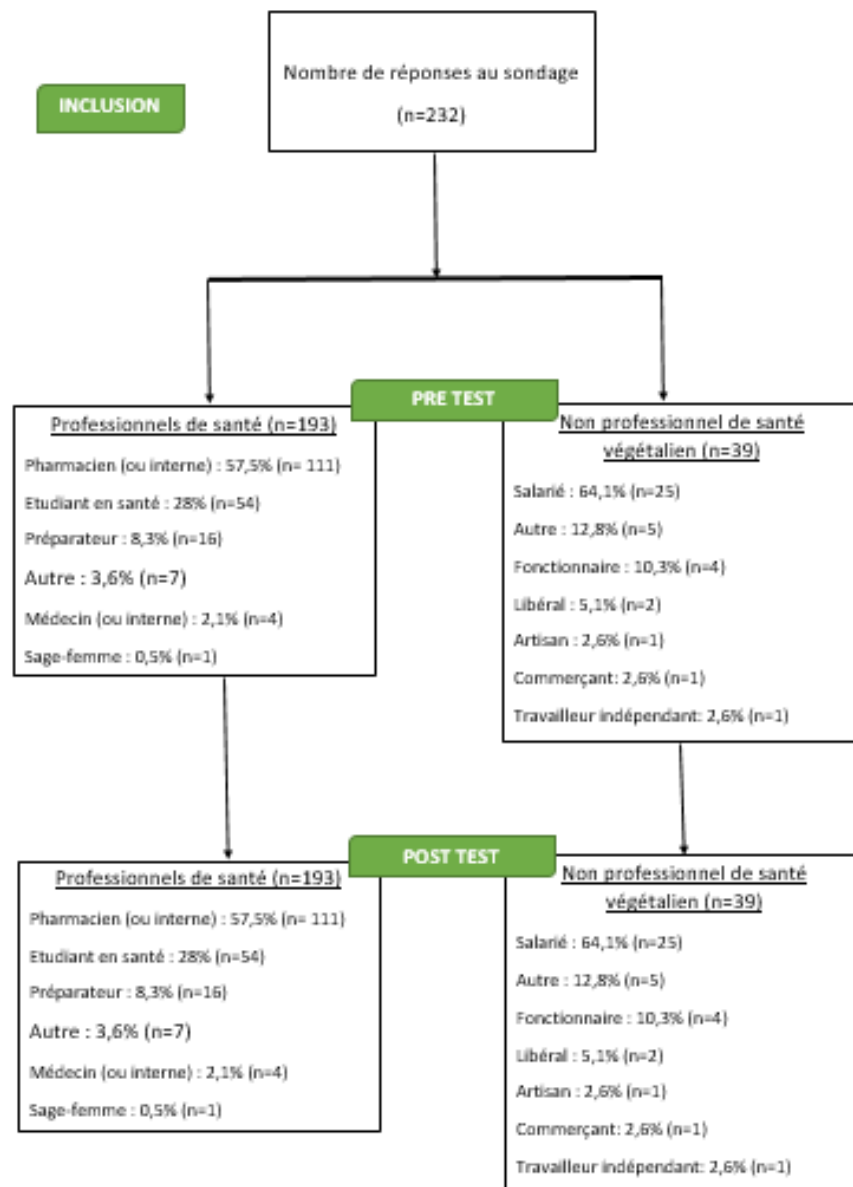 Nombre de réponses au sondage
(n=232)
INCLUSION
PRE TEST
Professionnels de santé (n=193)
Pharmacien (ou interne) : 57,5% (n= 111)
Etudiant en santé : 28% (n=54)
Préparateur : 8,3% (n=16)
Autre : 3,6% (n=7)
Médecin (ou interne) : 2,1% (n=4)
Sage-femme : 0,5% (n=1)
Non professionnel de santé
végétalien (n=39)
Salarié : 64,1% (n=25)
Autre : 12,8% (n=5)
Fonctionnaire : 10,3% (n=4)
Libéral : 5,1% (n=2)
Artisan : 2,6% (n=1)
Commerçant: 2,6% (n=1)
Travailleur indépendant: 2,6% (n=1)
POST TEST
Professionnels de santé (n=193)
Pharmacien (ou interne) : 57,5% (n= 111)
Etudiant en santé : 28% (n=54)
Préparateur : 8,3% (n=16)
Autre : 3,6% (n=7)
Médecin (ou interne) : 2,1% (n=4)
Sage-femme : 0,5% (n=1)
Non professionnel de santé
végétalien (n=39)
Salarié : 64,1% (n=25)
Autre : 12,8% (n=5)
Fonctionnaire : 10,3% (n=4)
Libéral : 5,1% (n=2)
Artisan : 2,6% (n=1)
Commerçant: 2,6% (n=1)
Travailleur indépendant: 2,6% (n=1)